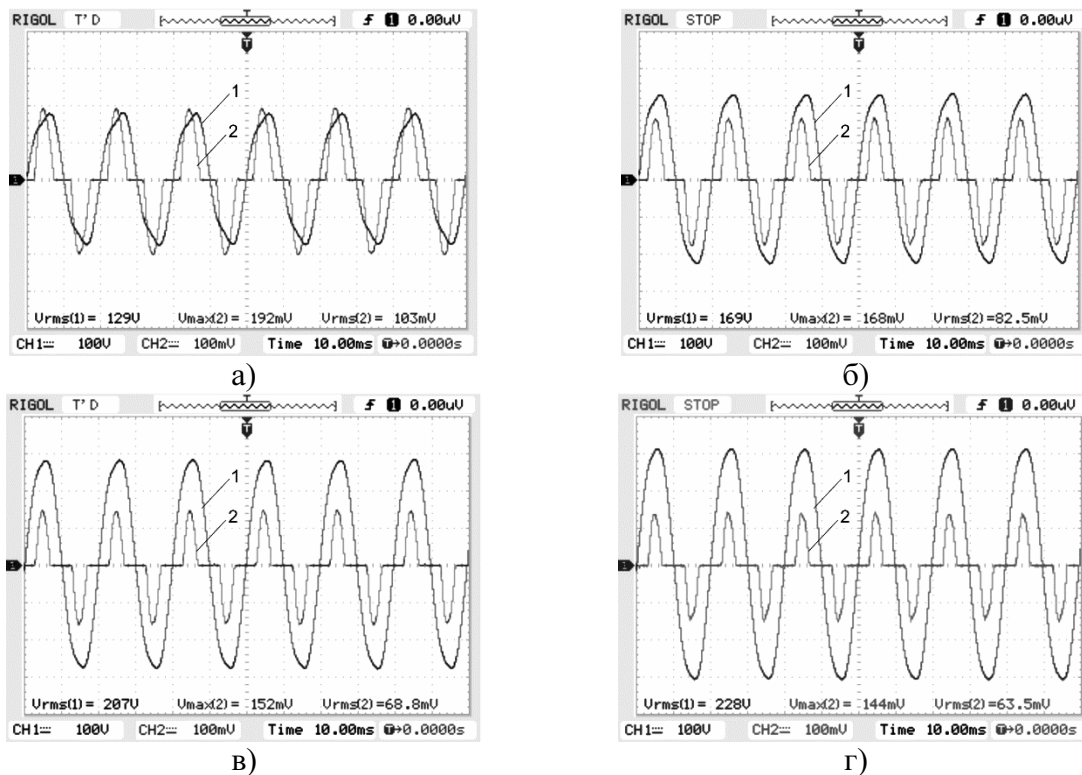 RIGOL T'D 0.00uV
1
2
Vrms(1)= 129V Vmax(2)= 192mV Vrms(2)= 103mV
CH1 100V CH2 100mV Time 10.00ms 0.0000s
а)
RIGOL STOP 0.00uV
1
2
Vrms(1)= 169V Vmax(2)= 168mV Vrms(2)=82.5mV
CH1 100V CH2 100mV Time 10.00ms 0.0000s
б)
RIGOL T'D 0.00uV
1
2
Vrms(1)= 207V Vmax(2)= 152mV Vrms(2)=68.8mV
CH1 100V CH2 100mV Time 10.00ms 0.0000s
в)
RIGOL STOP 0.00uV
1
2
Vrms(1)= 228V Vmax(2)= 144mV Vrms(2)=63.5mV
CH1 100V CH2 100mV Time 10.00ms 0.0000s
г)